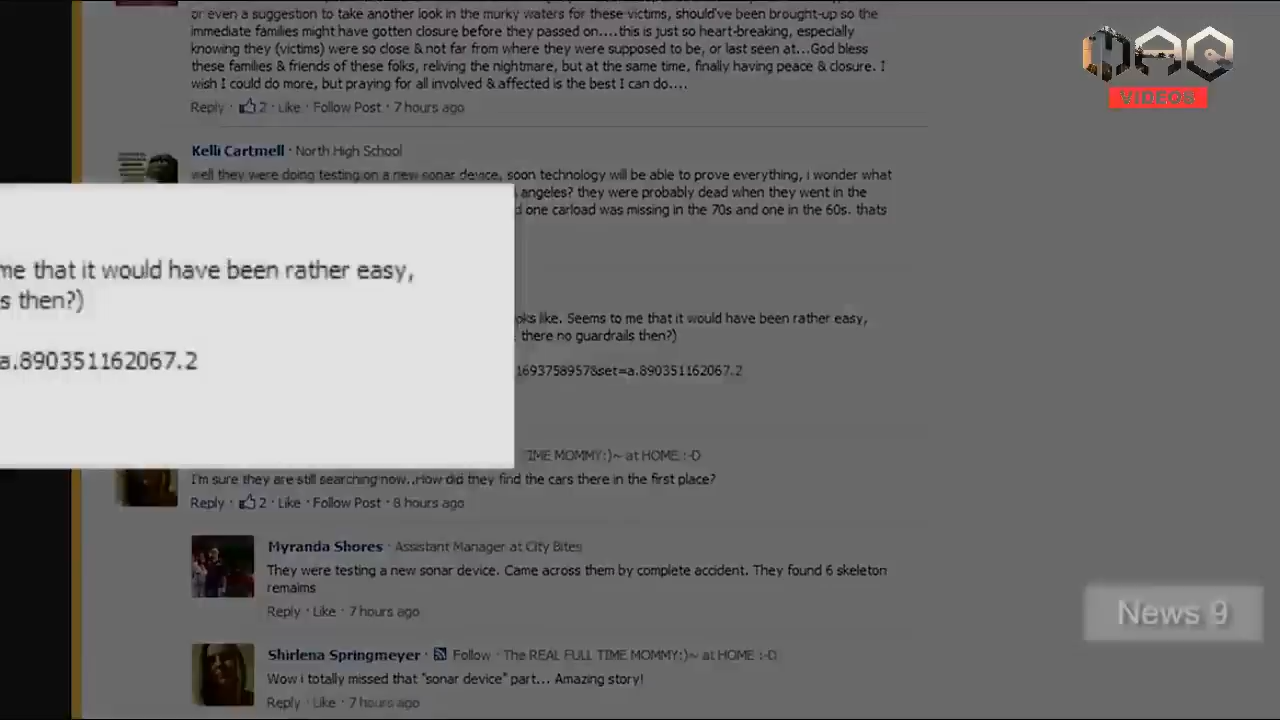 or even a suggestion to take another look in the murky waters for these victims, should've been brought-up so the
immediate families might have gotten closure before they passed on....this is just so heart-breaking, especially
knowing they (victims) were so close & not far from where they were supposed to be, or last seen at...God bless
these families & friends of these folks, reliving the nightmare, but at the same time, finally having peace & closure. I
wish I could do more, but praying for all involved & affected is the best I can do....
Reply · 2 · Like · Follow Post · 7 hours ago
HAQ
VIDEOS
Kelli Cartmell · North High School
well they were doing testing on a new sonar device, soon technology will be able to prove everything, i wonder what
angeles? they were probably dead when they went in the
d one carload was missing in the 70s and one in the 60s. thats
me that it would have been rather easy,
s then?)
a.890351162067.2
oks like. Seems to me that it would have been rather easy,
there no guardrails then?)
1693758957&set=a.890351162067.2
TIME MOMMY:)~ at HOME :-D
I'm sure they are still searching now..How did they find the cars there in the first place?
Reply · 2 · Like · Follow Post · 8 hours ago
Myranda Shores · Assistant Manager at City Bites
They were testing a new sonar device. Came across them by complete accident. They found 6 skeleton
remaims
Reply · Like · 7 hours ago
News 9
Shirlena Springmeyer · Follow · The REAL FULL TIME MOMMY:)~ at HOME :-D
Wow i totally missed that "sonar device" part... Amazing story!
Reply · Like · 7 hours ago